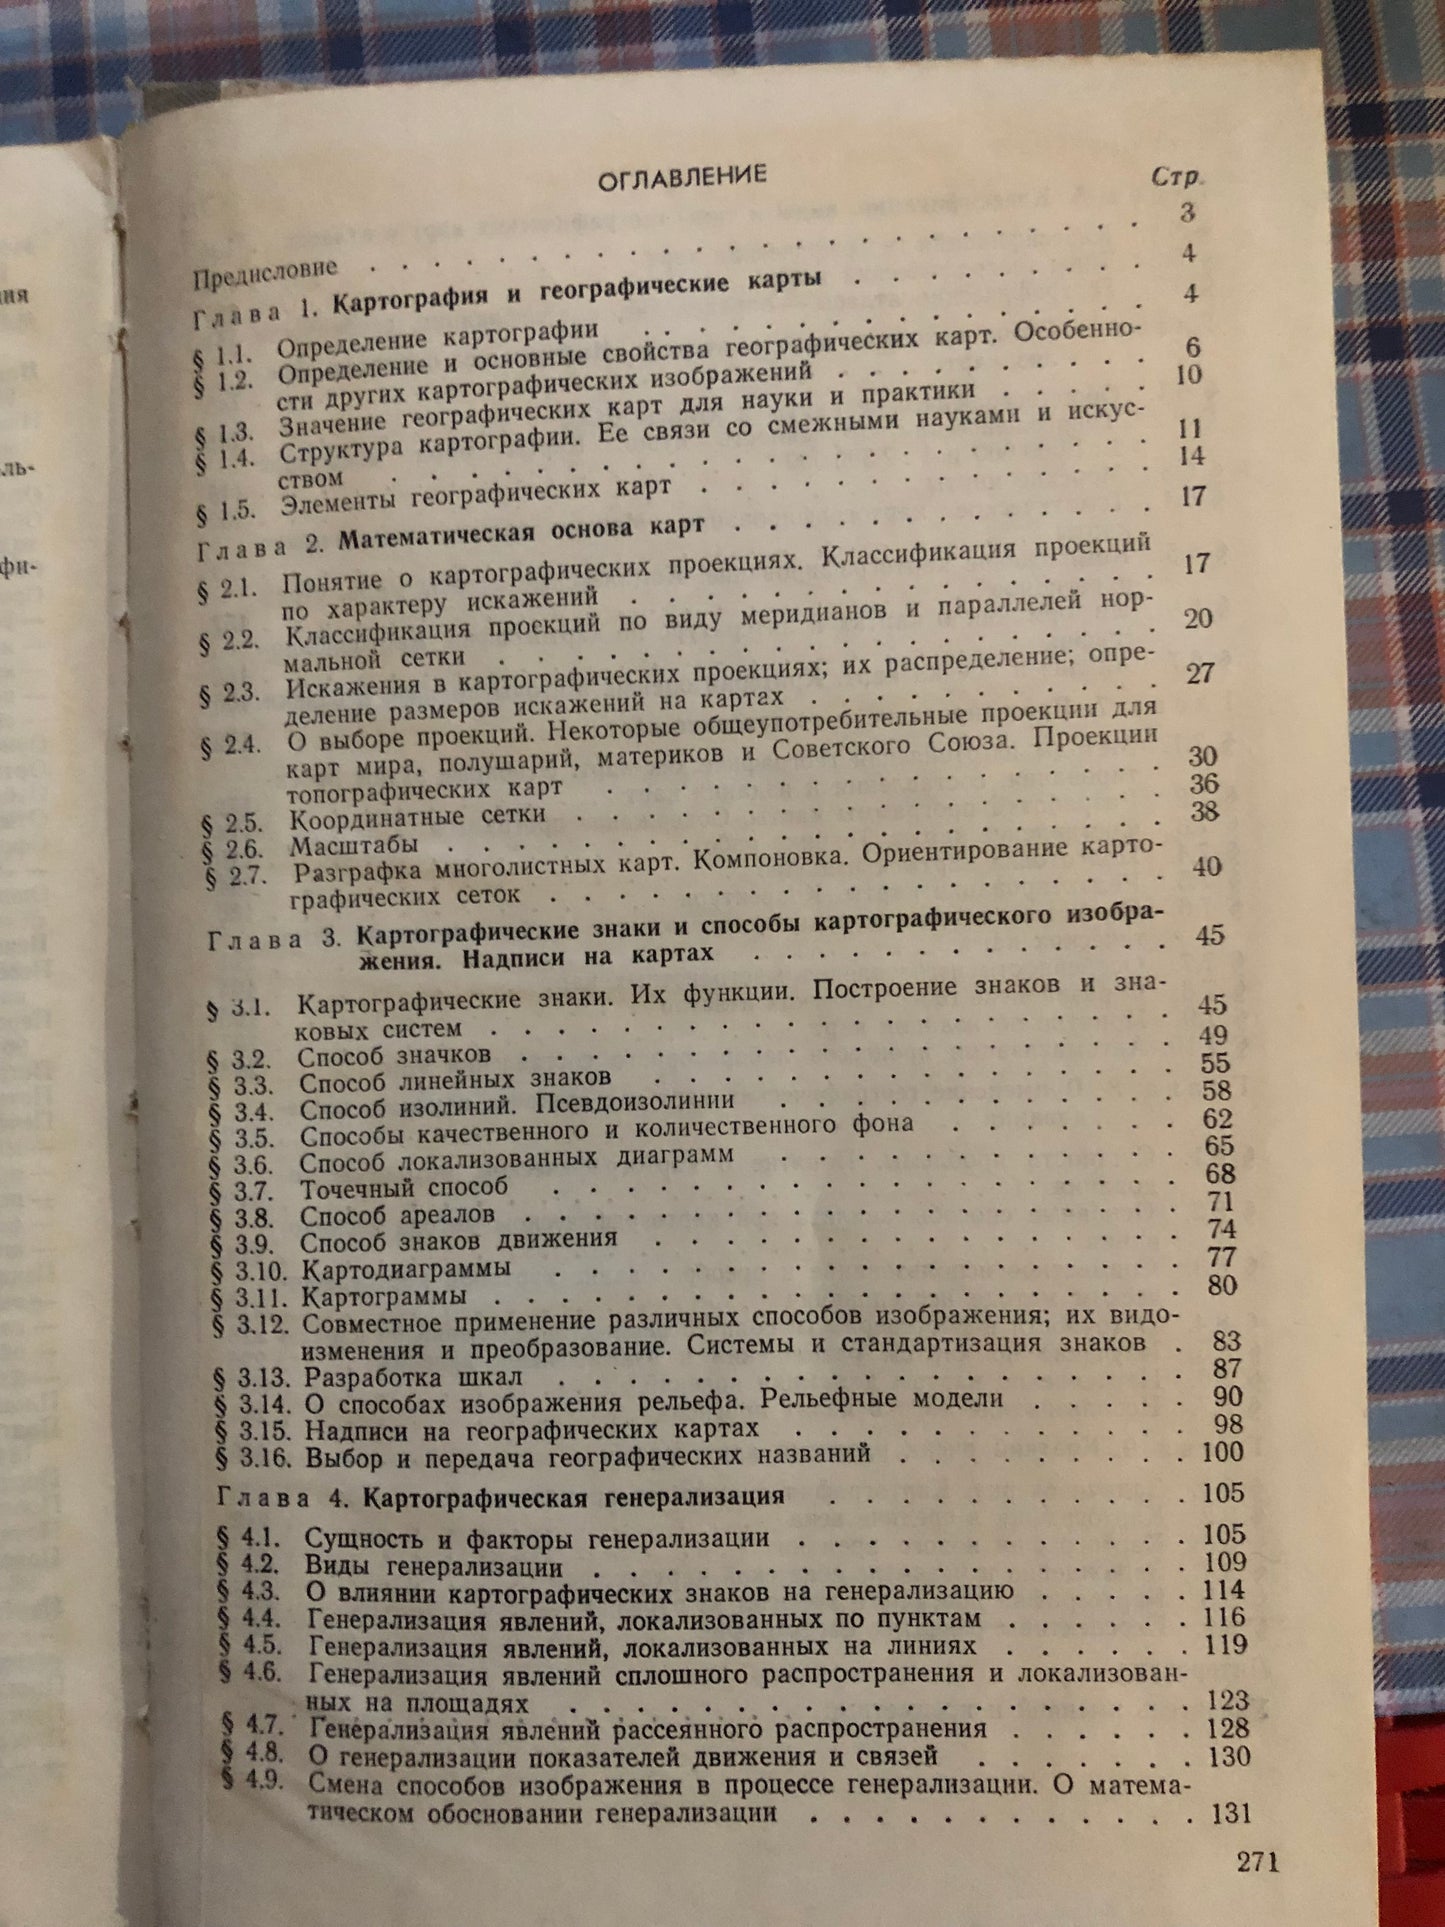 ния
ль-
фи-
ОГЛАВЛЕНИЕ
Стр.
Предисловие . . . . . . . . . . . . . . . . . . . 3
Глава 1. Картография и географические карты . . . . . . . . 4
§ 1.1. Определение картографии . . . . . . . . . . . . . 4
§ 1.2. Определение и основные свойства географических карт. Особенно-
сти других картографических изображений . . . . . . . . . 6
§ 1.3. Значение географических карт для науки и практики . . . . . 10
§ 1.4. Структура картографии. Ее связи со смежными науками и искус-
ством . . . . . . . . . . . . . . . . . . . 11
§ 1.5. Элементы географических карт . . . . . . . . . . . . 14
Глава 2. Математическая основа карт . . . . . . . . . . . 17
§ 2.1. Понятие о картографических проекциях. Классификация проекций
по характеру искажений . . . . . . . . . . . . . . 17
§ 2.2. Классификация проекций по виду меридианов и параллелей нор-
мальной сетки . . . . . . . . . . . . . . . . . 20
§ 2.3. Искажения в картографических проекциях; их распределение; опре-
деление размеров искажений на картах . . . . . . . . . . 27
§ 2.4. О выборе проекций. Некоторые общеупотребительные проекции для
карт мира, полушарий, материков и Советского Союза. Проекции
топографических карт . . . . . . . . . . . . . . . 30
§ 2.5. Координатные сетки . . . . . . . . . . . . . . . 36
§ 2.6. Масштабы . . . . . . . . . . . . . . . . . . 38
§ 2.7. Разграфка многолистных карт. Компоновка. Ориентирование карто-
графических сеток . . . . . . . . . . . . . . . . 40
Глава 3. Картографические знаки и способы картографического изобра-
жения. Надписи на картах . . . . . . . . . . . . 45
§ 3.1. Картографические знаки. Их функции. Построение знаков и зна-
ковых систем . . . . . . . . . . . . . . . . . 45
§ 3.2. Способ значков . . . . . . . . . . . . . . . . 49
§ 3.3. Способ линейных знаков . . . . . . . . . . . . . . 55
§ 3.4. Способ изолиний. Псевдоизолинии . . . . . . . . . . . 58
§ 3.5. Способы качественного и количественного фона . . . . . . . 62
§ 3.6. Способ локализованных диаграмм . . . . . . . . . . . 65
§ 3.7. Точечный способ . . . . . . . . . . . . . . . . 68
§ 3.8. Способ ареалов . . . . . . . . . . . . . . . . 71
§ 3.9. Способ знаков движения . . . . . . . . . . . . . . 74
§ 3.10. Картодиаграммы . . . . . . . . . . . . . . . . 77
§ 3.11. Картограммы . . . . . . . . . . . . . . . . . 80
§ 3.12. Совместное применение различных способов изображения; их видо-
изменения и преобразование. Системы и стандартизация знаков . 83
§ 3.13. Разработка шкал . . . . . . . . . . . . . . . . 87
§ 3.14. О способах изображения рельефа. Рельефные модели . . . . . 90
§ 3.15. Надписи на географических картах . . . . . . . . . . . 98
§ 3.16. Выбор и передача географических названий . . . . . . . . 100
Глава 4. Картографическая генерализация . . . . . . . . . . 105
§ 4.1. Сущность и факторы генерализации . . . . . . . . . . . 105
§ 4.2. Виды генерализации . . . . . . . . . . . . . . . 109
§ 4.3. О влиянии картографических знаков на генерализацию . . . . . 114
§ 4.4. Генерализация явлений, локализованных по пунктам . . . . . . 116
§ 4.5. Генерализация явлений, локализованных на линиях . . . . . . 119
§ 4.6. Генерализация явлений сплошного распространения и локализован-
ных на площадях . . . . . . . . . . . . . . . . 123
§ 4.7. Генерализация явлений рассеянного распространения . . . . . . 128
§ 4.8. О генерализации показателей движения и связей . . . . . . . 130
§ 4.9. Смена способов изображения в процессе генерализации. О матема-
тическом обосновании генерализации . . . . . . . . . . . 131
271